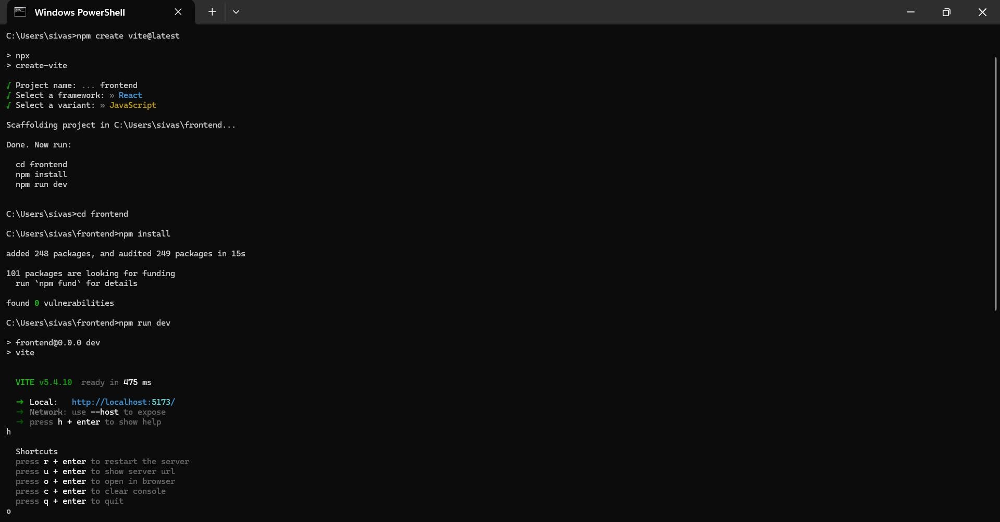 Windows PowerShell
C:\Users\sivas>npm create vite@latest
> npx
> create-vite
√ Project name: ... frontend
√ Select a framework: » React
√ Select a variant: » JavaScript
Scaffolding project in C:\Users\sivas\frontend...
Done. Now run:
  cd frontend
  npm install
  npm run dev
C:\Users\sivas>cd frontend
C:\Users\sivas\frontend>npm install
added 248 packages, and audited 249 packages in 15s
101 packages are looking for funding
  run `npm fund` for details
found 0 vulnerabilities
C:\Users\sivas\frontend>npm run dev
> frontend@0.0.0 dev
> vite
  VITE v5.4.10  ready in 475 ms
  ➜  Local:   http://localhost:5173/
  ➜  Network: use --host to expose
  ➜  press h + enter to show help
h
  Shortcuts
  press r + enter to restart the server
  press u + enter to show server url
  press o + enter to open in browser
  press c + enter to clear console
  press q + enter to quit
o